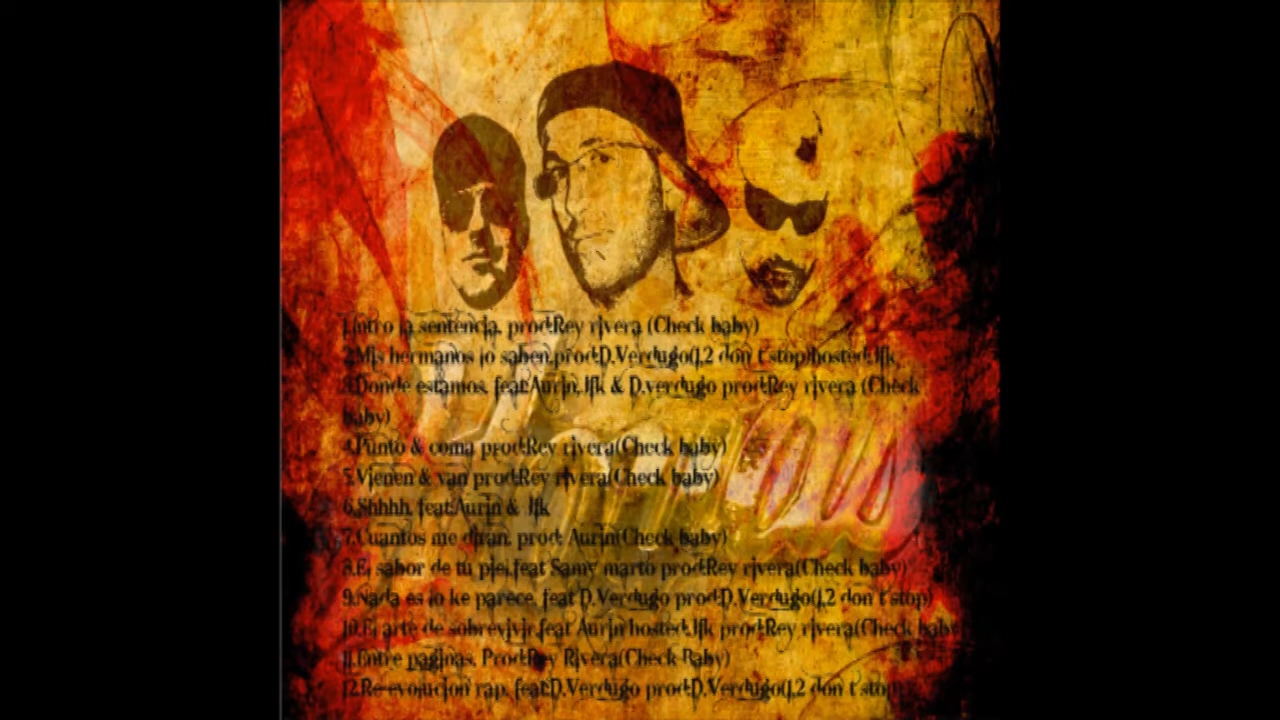 1.Intro la sentencia. prod:Rey rivera (Check baby)
2.Mis hermanos lo saben.prod:D.Verdugo(1,2 don't stop)hosted:Jfk
3.Donde estamos. feat:Aurin,Jfk & D.verdugo prod:Rey rivera (Check
baby)
4.Punto & coma prod:Rey rivera(Check baby)
5.Vienen & van prod:Rey rivera(Check baby)
6.Shhhh. feat:Aurin & Jfk
7.Cuantos me diran. prod: Aurin(Check baby)
8.El sabor de tu piel.feat Samy marto prod:Rey rivera(Check baby)
9.Nada es lo ke parece. feat D.Verdugo prod:D.Verdugo(1,2 don't stop)
10.El arte de sobrevivir.feat Aurin hosted:Jfk prod:Rey rivera(Check baby
11.Entre paginas. Prod:Rey Rivera(Check Baby)
12.Re-evolucion rap. feat:D.Verdugo prod:D.Verdugo(1,2 don't stop)